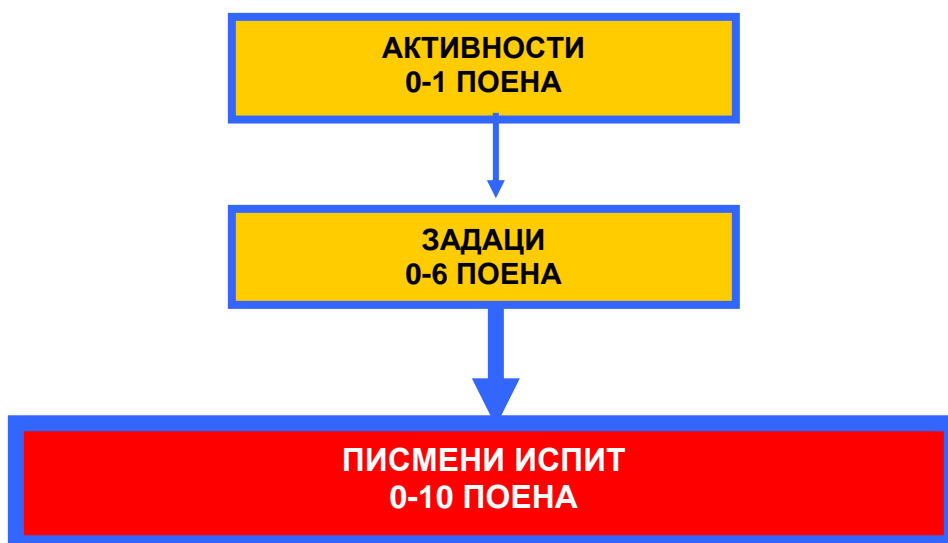 АКТИВНОСТИ
0-1 ПОЕНА
ЗАДАЦИ
0-6 ПОЕНА
ПИСМЕНИ ИСПИТ
0-10 ПОЕНА